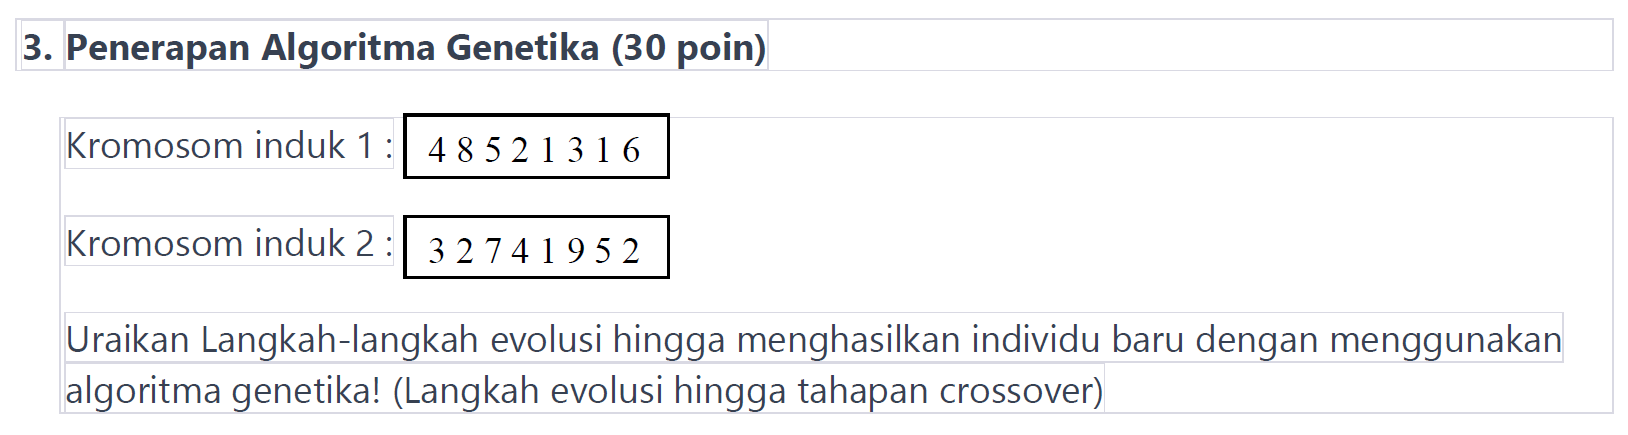 3. Penerapan Algoritma Genetika (30 poin)
Kromosom induk 1 : 4 8 5 2 1 3 1 6
Kromosom induk 2 : 3 2 7 4 1 9 5 2
Uraikan Langkah-langkah evolusi hingga menghasilkan individu baru dengan menggunakan
algoritma genetika! (Langkah evolusi hingga tahapan crossover)